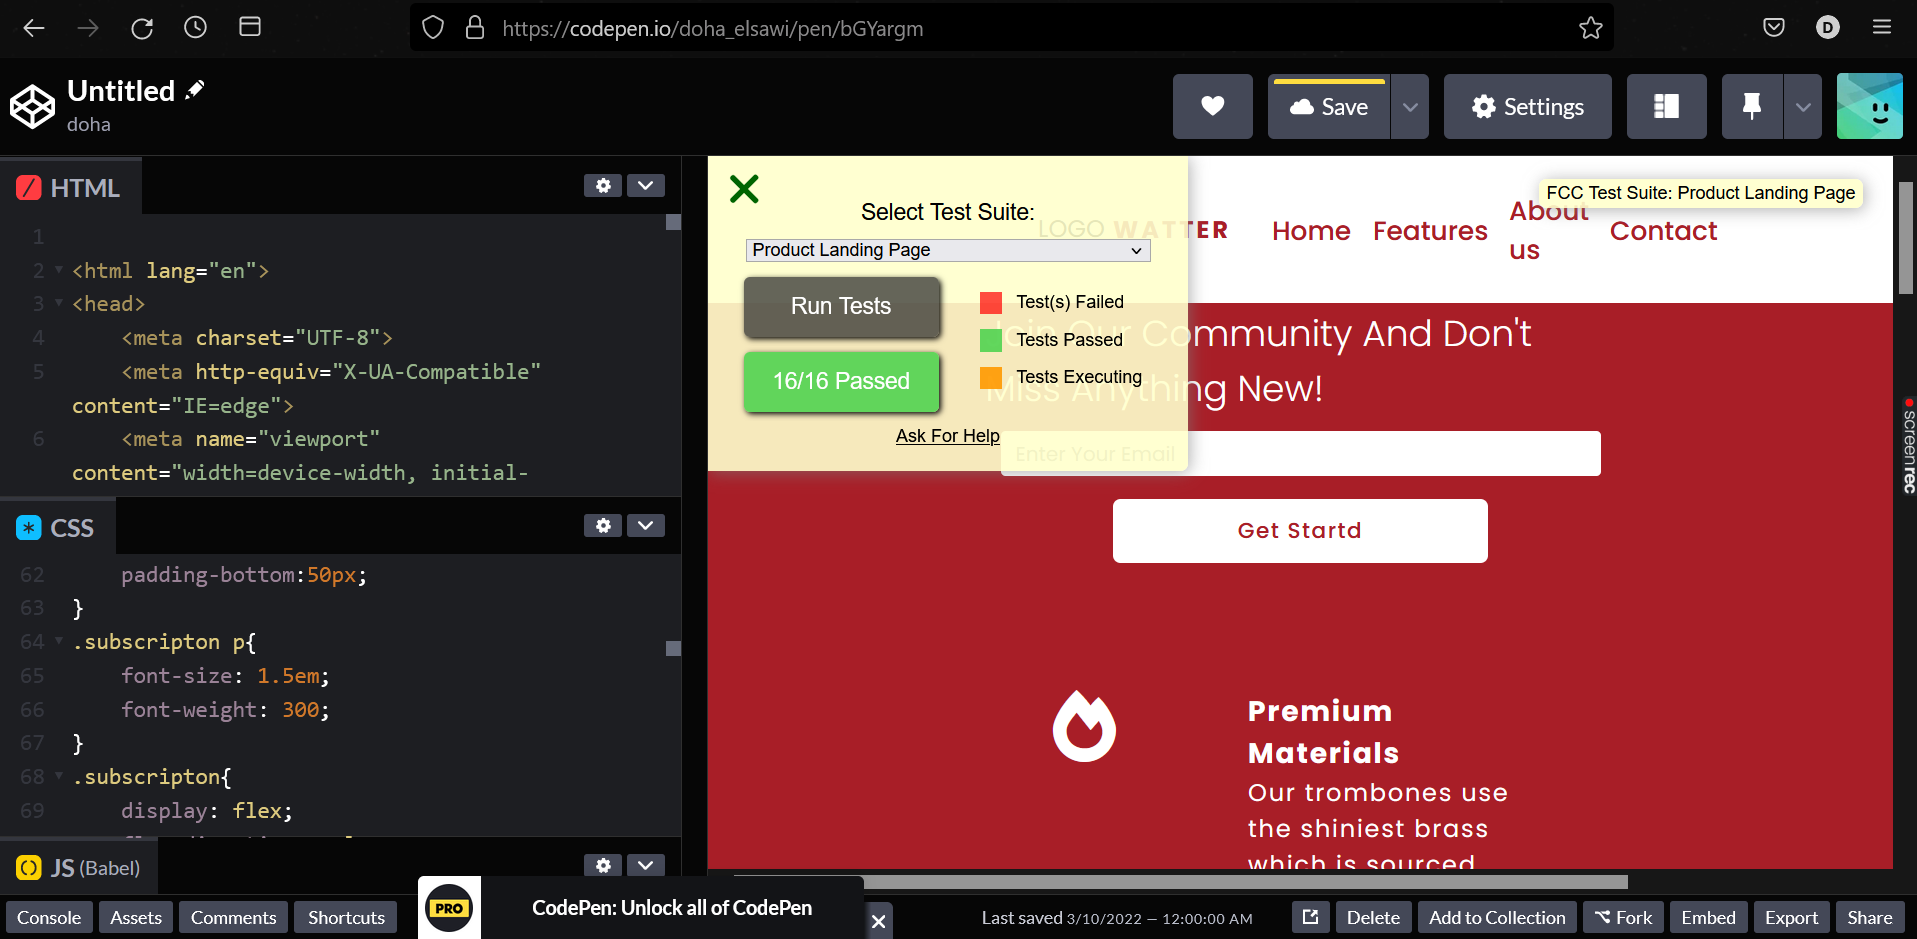 https://codepen.io/doha_elsawi/pen/bGYargm
D
Untitled
doha
Save
Settings
HTML
1
2 <html lang="en">
3 <head>
4 <meta charset="UTF-8">
5 <meta http-equiv="X-UA-Compatible"
content="IE=edge">
6 <meta name="viewport"
content="width=device-width, initial-
* CSS
62 padding-bottom:50px;
63 }
64 .subscripton p{
65 font-size: 1.5em;
66 font-weight: 300;
67 }
68 .subscripton{
69 display: flex;
JS (Babel)
Select Test Suite:
Product Landing Page
Run Tests
16/16 Passed
Test(s) Failed
Tests Passed
Tests Executing
Ask For Help
FCC Test Suite: Product Landing Page
LOGO WATTER
Home
Features
About
us
Contact
Join Our Community And Don't
Miss Anything New!
Enter Your Email
Get Startd
Premium
Materials
Our trombones use
the shiniest brass
which is sourced
screenrec
Console
Assets
Comments
Shortcuts
PRO
CodePen: Unlock all of CodePen
Last saved 3/10/2022 — 12:00:00 AM
Delete
Add to Collection
Fork
Embed
Export
Share